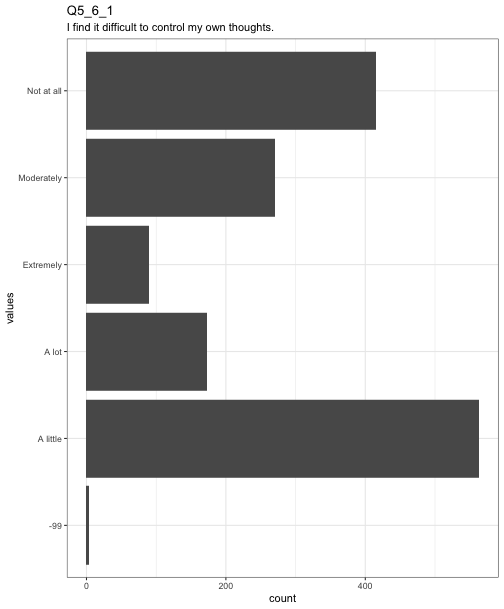 Q5_6_1
I find it difficult to control my own thoughts.
values
Not at all
Moderately
Extremely
A lot
A little
-99
0 200 400
count